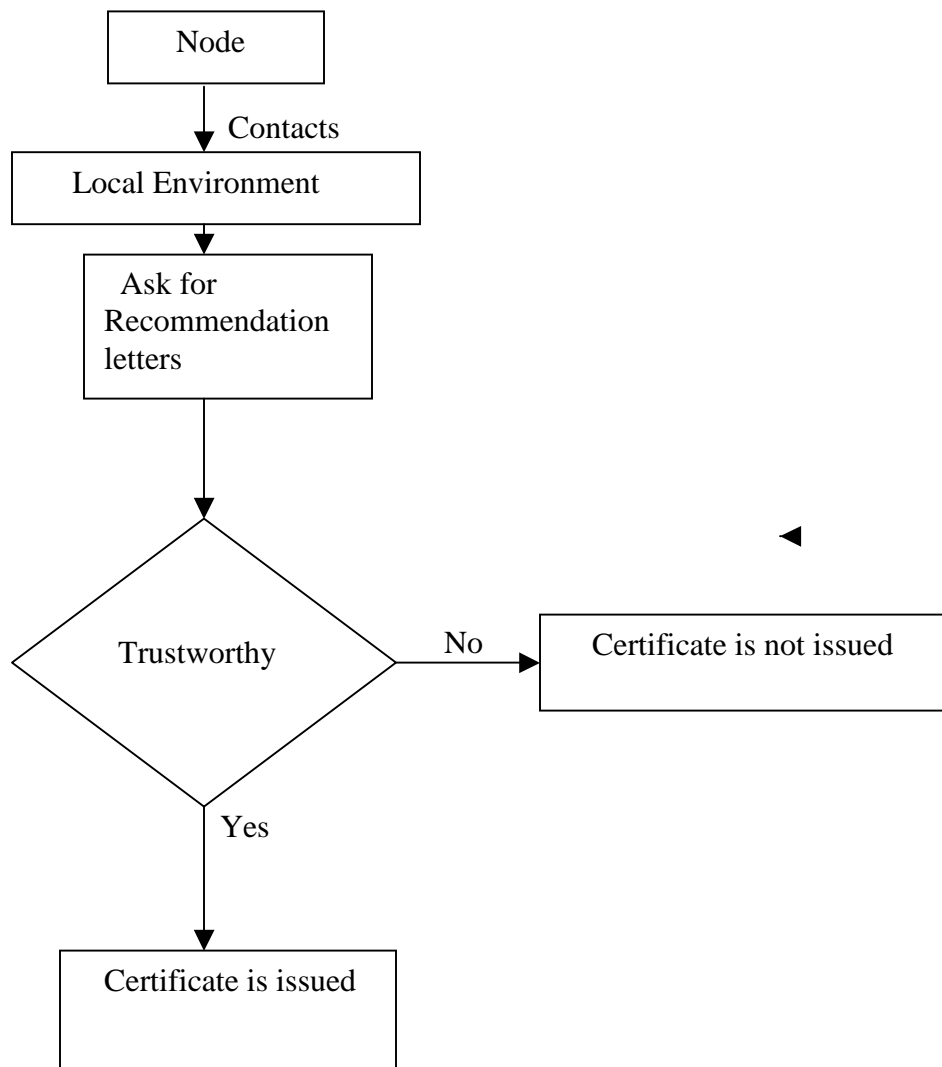 Node
Contacts
Local Environment
Ask for
Recommendation
letters
Trustworthy
No
Certificate is not issued
Yes
Certificate is issued